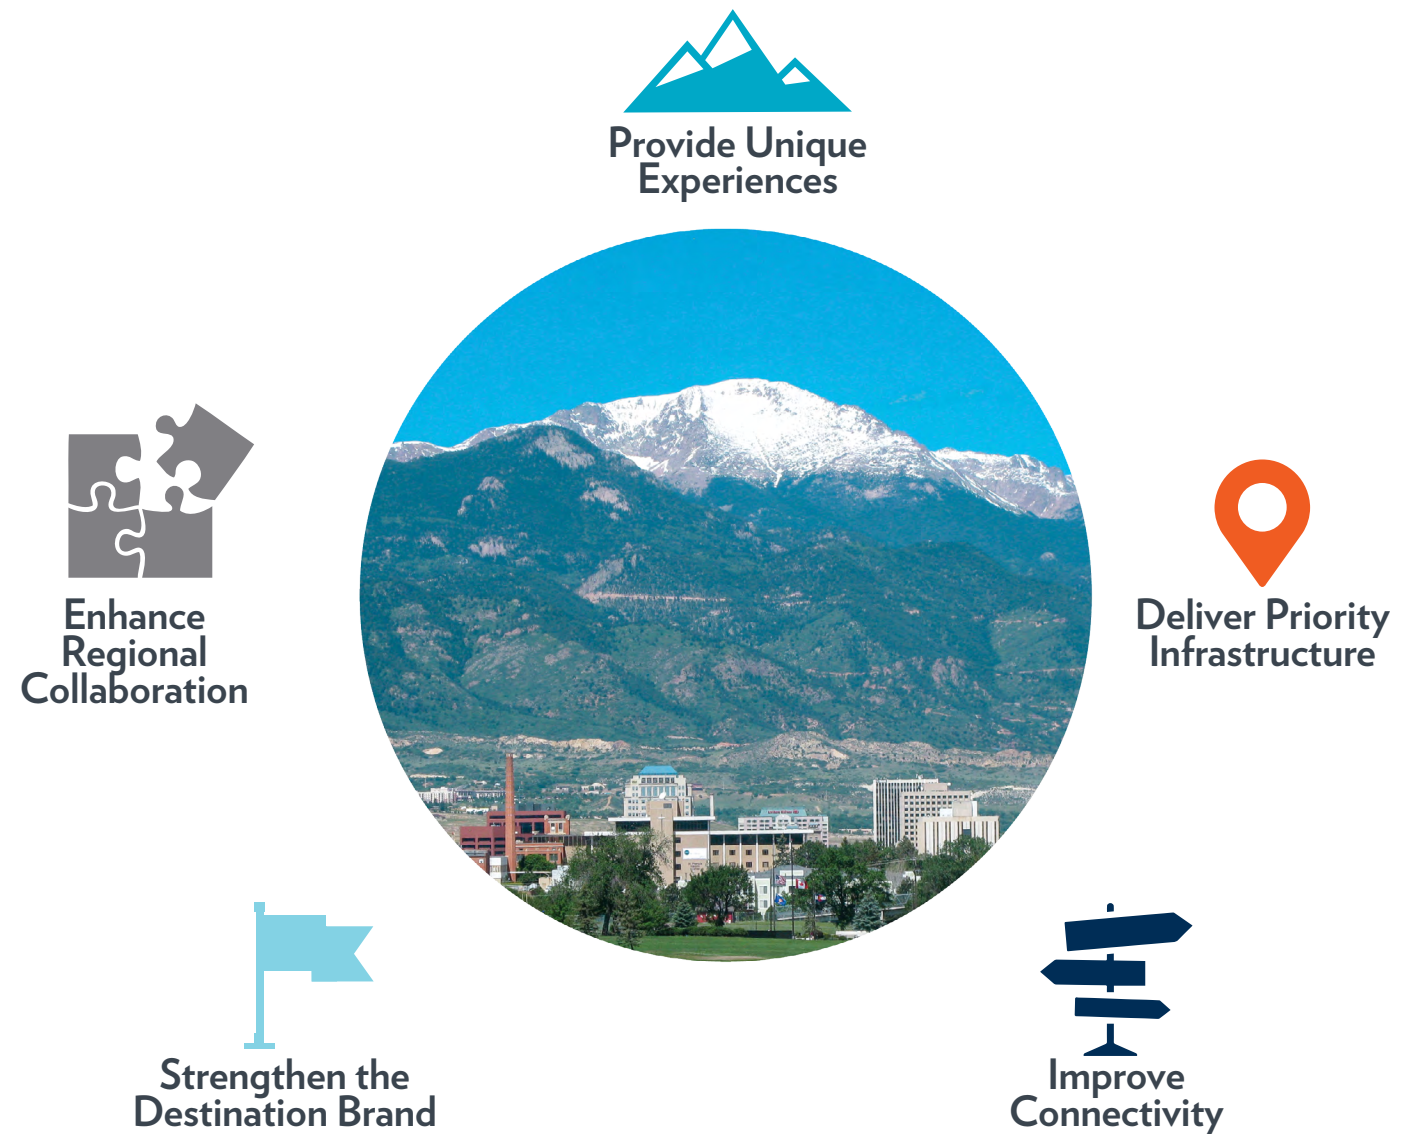 Provide Unique
Experiences
Enhance
Regional
Collaboration
Deliver Priority
Infrastructure
Strengthen the
Destination Brand
Improve
Connectivity